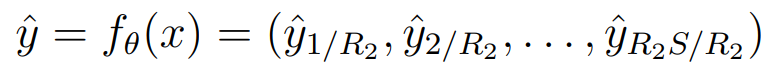 ŷ = f_θ(x) = (ŷ_{1/R_2}, ŷ_{2/R_2}, . . . , ŷ_{R_2S/R_2})